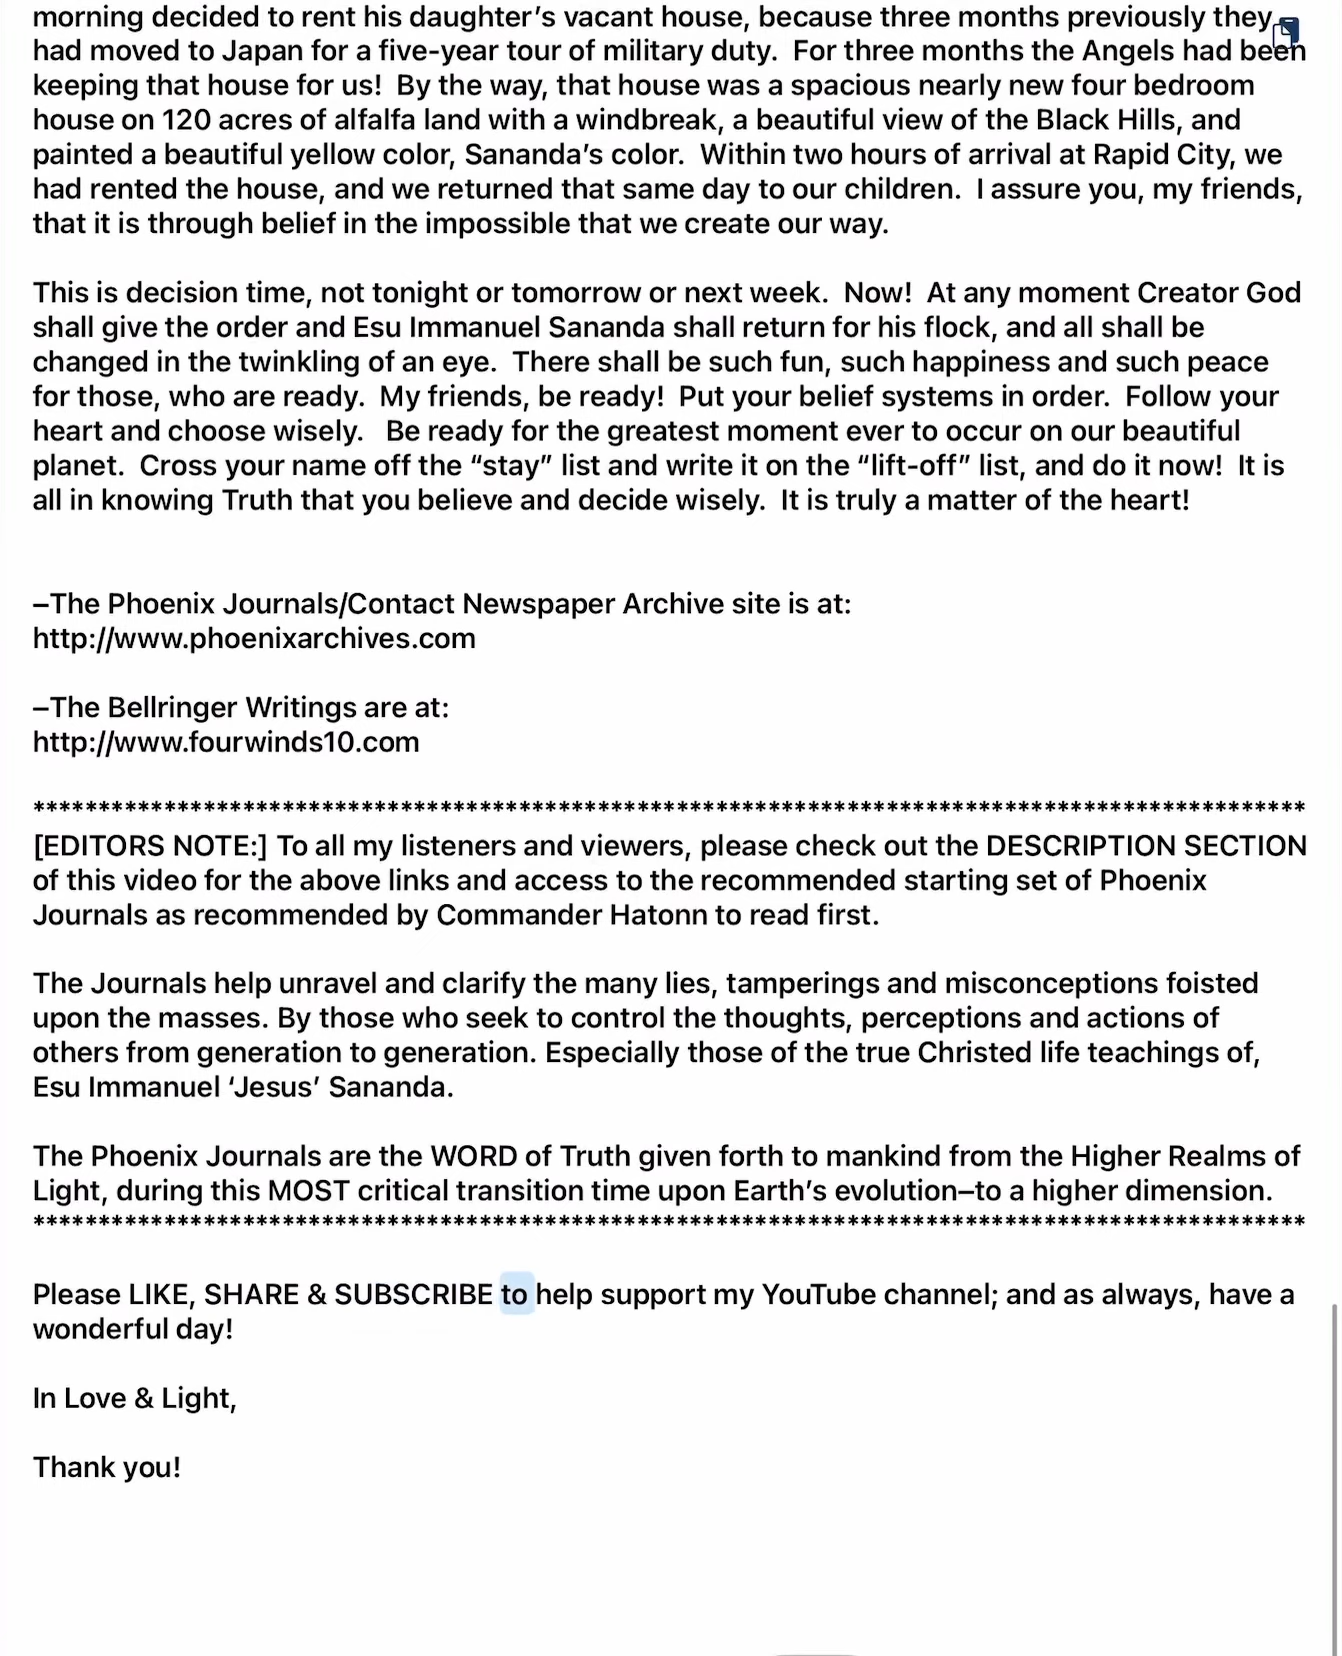 morning decided to rent his daughter’s vacant house, because three months previously they
had moved to Japan for a five-year tour of military duty.  For three months the Angels had been
keeping that house for us!  By the way, that house was a spacious nearly new four bedroom
house on 120 acres of alfalfa land with a windbreak, a beautiful view of the Black Hills, and
painted a beautiful yellow color, Sananda’s color.  Within two hours of arrival at Rapid City, we
had rented the house, and we returned that same day to our children.  I assure you, my friends,
that it is through belief in the impossible that we create our way.

This is decision time, not tonight or tomorrow or next week.  Now!  At any moment Creator God
shall give the order and Esu Immanuel Sananda shall return for his flock, and all shall be
changed in the twinkling of an eye.  There shall be such fun, such happiness and such peace
for those, who are ready.  My friends, be ready!  Put your belief systems in order.  Follow your
heart and choose wisely.   Be ready for the greatest moment ever to occur on our beautiful
planet.  Cross your name off the “stay” list and write it on the “lift-off” list, and do it now!  It is
all in knowing Truth that you believe and decide wisely.  It is truly a matter of the heart!

–The Phoenix Journals/Contact Newspaper Archive site is at:
http://www.phoenixarchives.com

–The Bellringer Writings are at:
http://www.fourwinds10.com

**************************************************************************************************
[EDITORS NOTE:] To all my listeners and viewers, please check out the DESCRIPTION SECTION
of this video for the above links and access to the recommended starting set of Phoenix
Journals as recommended by Commander Hatonn to read first.

The Journals help unravel and clarify the many lies, tamperings and misconceptions foisted
upon the masses. By those who seek to control the thoughts, perceptions and actions of
others from generation to generation. Especially those of the true Christed life teachings of,
Esu Immanuel ‘Jesus’ Sananda.

The Phoenix Journals are the WORD of Truth given forth to mankind from the Higher Realms of
Light, during this MOST critical transition time upon Earth’s evolution–to a higher dimension.
**************************************************************************************************

Please LIKE, SHARE & SUBSCRIBE to help support my YouTube channel; and as always, have a
wonderful day!

In Love & Light,

Thank you!